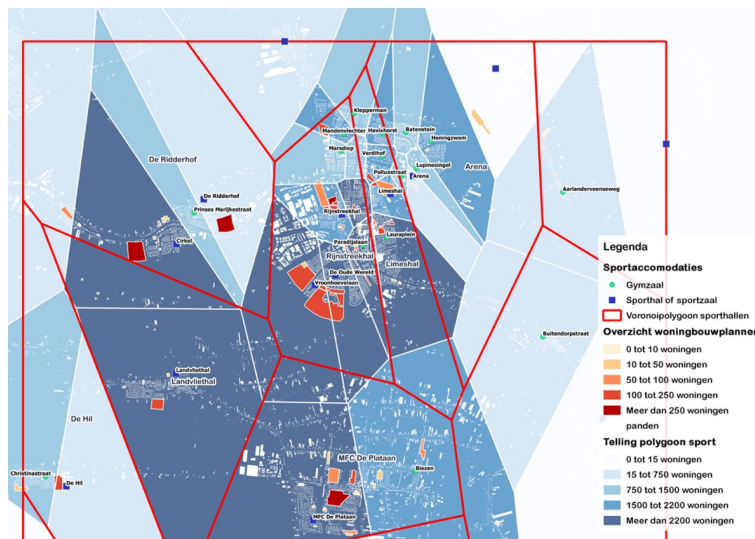 Klepperman
Mandenvlechter
Havixhorst
Batenstein
Honingzwam
Marsdiep
Verdihof
De Ridderhof
Polluxstraat
Lupinesingel
Arena
Arena
De Ridderhof
Limeshal
Aarlanderveenseweg
Prinses Marijkestraat
Rijnstreekhal
Cirkel
Lauraplein
Paradijslaan
Rijnstreekhal
Limeshal
De Oude Wereld
Vroonhoevelaan
Buitendorpstraat
Landvliethal
Landvliethal
De Hil
MFC De Plataan
Christinastraat
Biezen
De Hil
MFC De Plataan
Legenda
Sportaccomodaties
Gymzaal
Sporthal of sportzaal
Voronoipolygoon sporthallen
Overzicht woningbouwplannen
0 tot 10 woningen
10 tot 50 woningen
50 tot 100 woningen
100 tot 250 woningen
Meer dan 250 woningen
panden
Telling polygoon sport
0 tot 15 woningen
15 tot 750 woningen
750 tot 1500 woningen
1500 tot 2200 woningen
Meer dan 2200 woningen